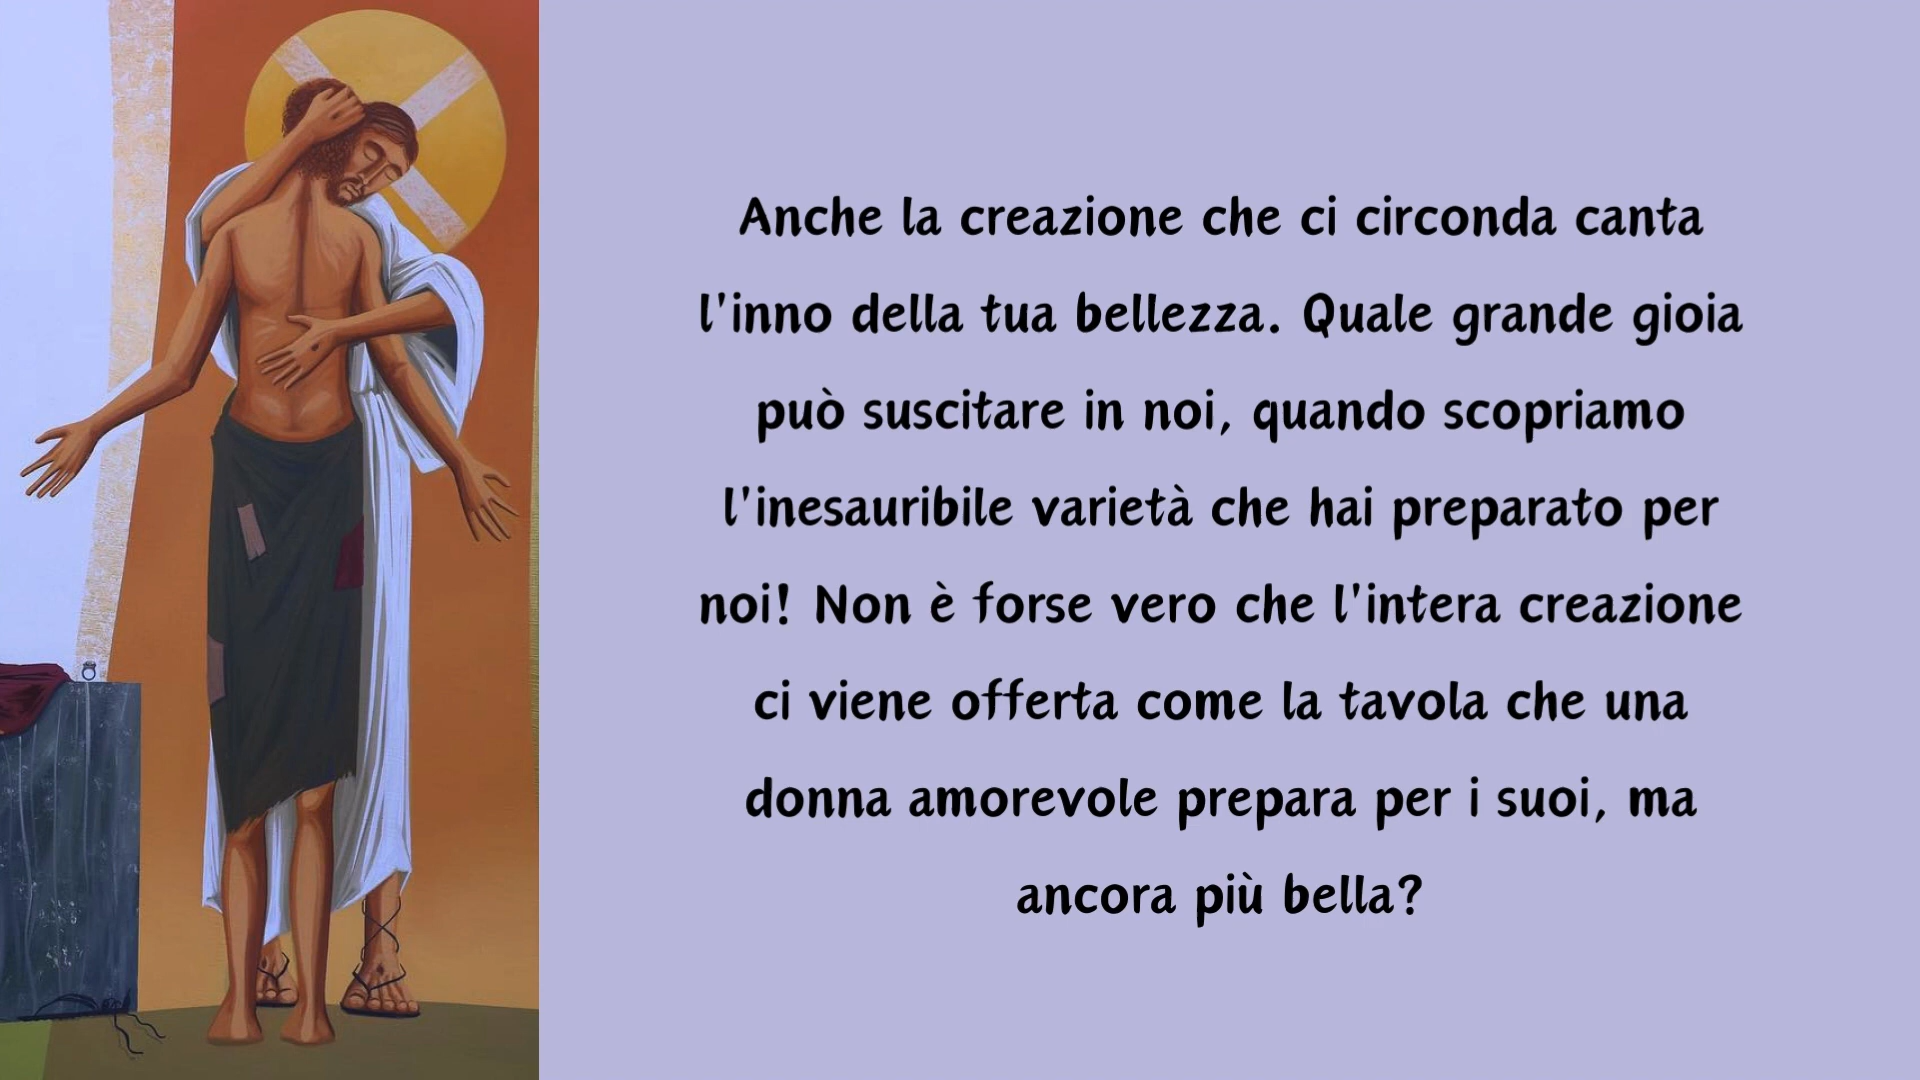 Anche la creazione che ci circonda canta
l'inno della tua bellezza. Quale grande gioia
può suscitare in noi, quando scopriamo
l'inesauribile varietà che hai preparato per
noi! Non è forse vero che l'intera creazione
ci viene offerta come la tavola che una
donna amorevole prepara per i suoi, ma
ancora più bella?